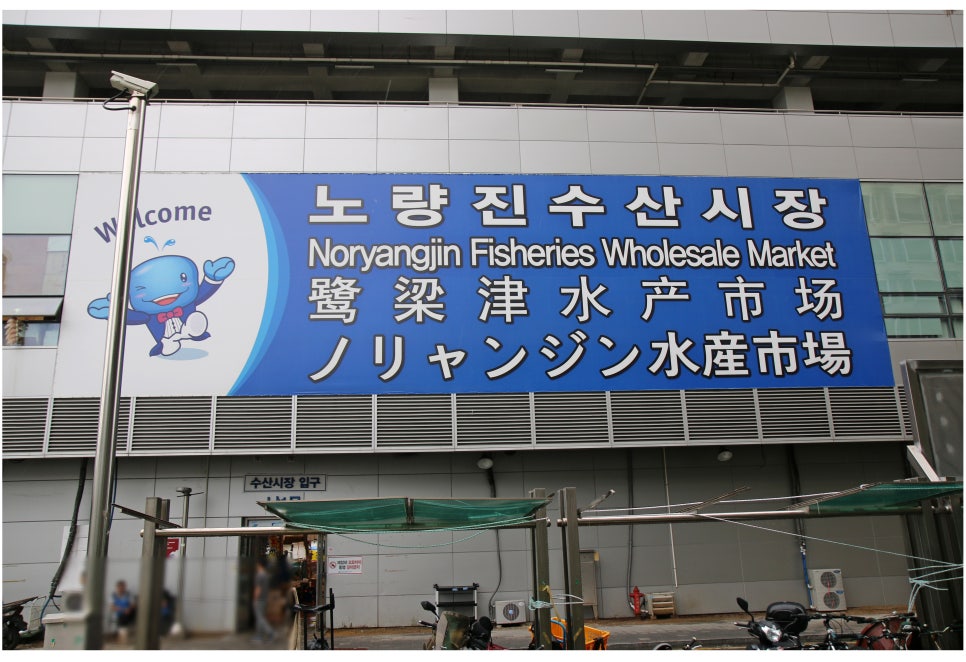 Welcome
노량진수산시장
Noryangjin Fisheries Wholesale Market
鹭梁津水产市场
ノリャンジン水産市場
수산시장 입구